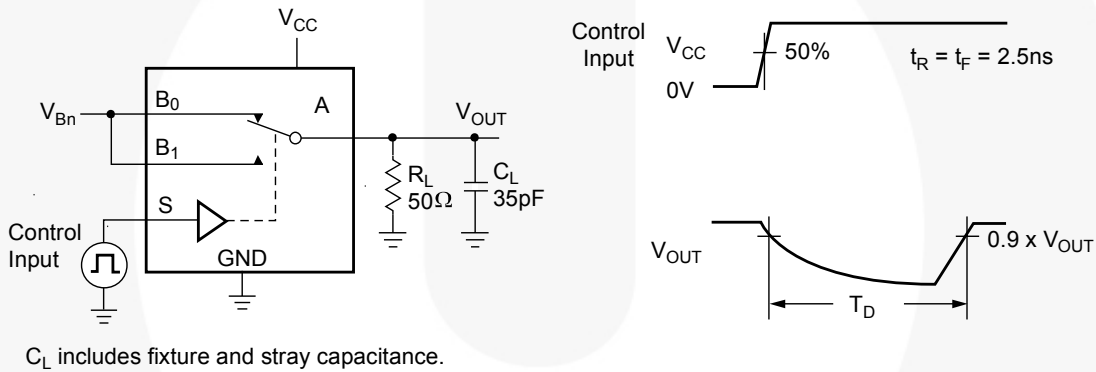 V_CC
V_Bn
B_0
A
V_OUT
B_1
R_L
50Ω
C_L
35pF
S
Control
Input
GND
C_L includes fixture and stray capacitance.
Control
Input
V_CC
50%
t_R = t_F = 2.5ns
0V
V_OUT
0.9 x V_OUT
T_D